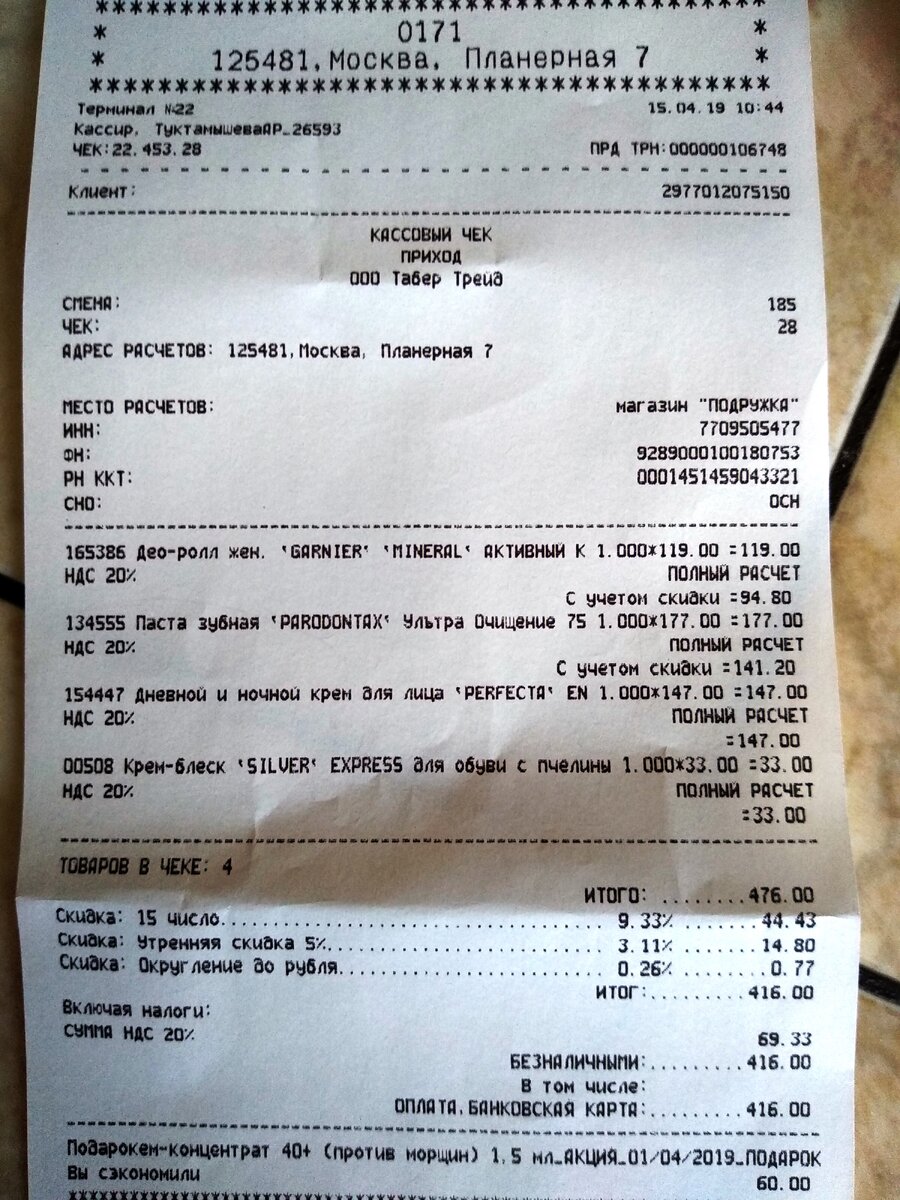 ****************************************
* 0171 *
* 125481,Москва, Планерная 7 *
****************************************
Терминал №22 15.04.19 10:44
Кассир, ТуктамышеваАР_26593
ЧЕК:22.453.28 ПРД ТРН:000000106748
Клиент: 2977012075150
КАССОВЫЙ ЧЕК
ПРИХОД
ООО Табер Трейд
СМЕНА: 185
ЧЕК: 28
АДРЕС РАСЧЕТОВ: 125481,Москва, Планерная 7
МЕСТО РАСЧЕТОВ: магазин "ПОДРУЖКА"
ИНН: 7709505477
ФН: 9289000100180753
РН ККТ: 0001451459043321
СНО: ОСН
165386 Део-ролл жен. 'GARNIER' 'MINERAL' АКТИВНЫЙ К 1.000*119.00 =119.00
НДС 20% ПОЛНЫЙ РАСЧЕТ
С учетом скидки =94.80
134555 Паста зубная 'PARODONTAX' Ультра Очищение 75 1.000*177.00 =177.00
НДС 20% ПОЛНЫЙ РАСЧЕТ
С учетом скидки =141.20
154447 Дневной и ночной крем для лица 'PERFECTA' EN 1.000*147.00 =147.00
НДС 20% ПОЛНЫЙ РАСЧЕТ
=147.00
00508 Крем-блеск 'SILVER' EXPRESS для обуви с пчелины 1.000*33.00 =33.00
НДС 20% ПОЛНЫЙ РАСЧЕТ
=33.00
ТОВАРОВ В ЧЕКЕ: 4
ИТОГО:........476.00
Скидка: 15 число............................ 9.33% ........44.43
Скидка: Утренняя скидка 5%.................. 3.11% ........14.80
Скидка: Округление до рубля................. 0.26% .........0.77
ИТОГ:.........416.00
Включая налоги:
СУММА НДС 20% 69.33
БЕЗНАЛИЧНЫМИ:.........416.00
В том числе:
ОПЛАТА,БАНКОВСКАЯ КАРТА:.........416.00
Подарокем-концентрат 40+ (против морщин) 1,5 мл_АКЦИЯ_01/04/2019_ПОДАРОК
Вы сэкономили 60.00